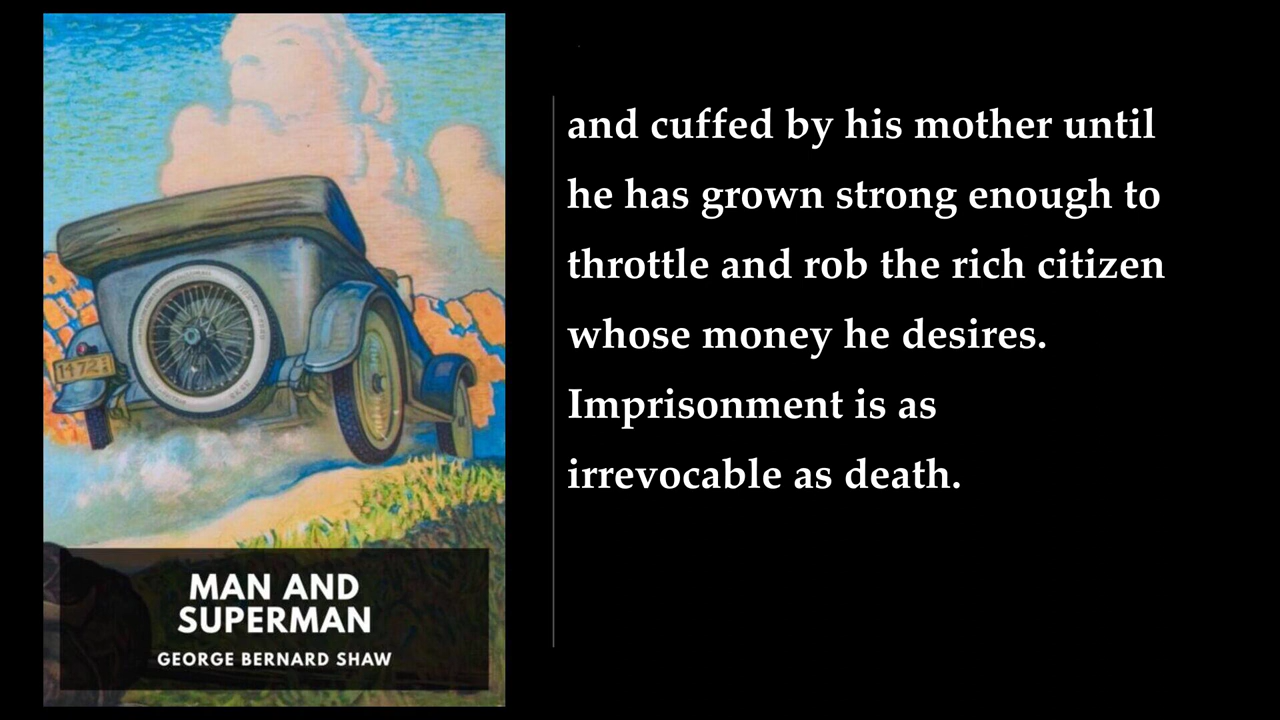 and cuffed by his mother until
he has grown strong enough to
throttle and rob the rich citizen
whose money he desires.
Imprisonment is as
irrevocable as death.
1472
MAN AND
SUPERMAN
GEORGE BERNARD SHAW